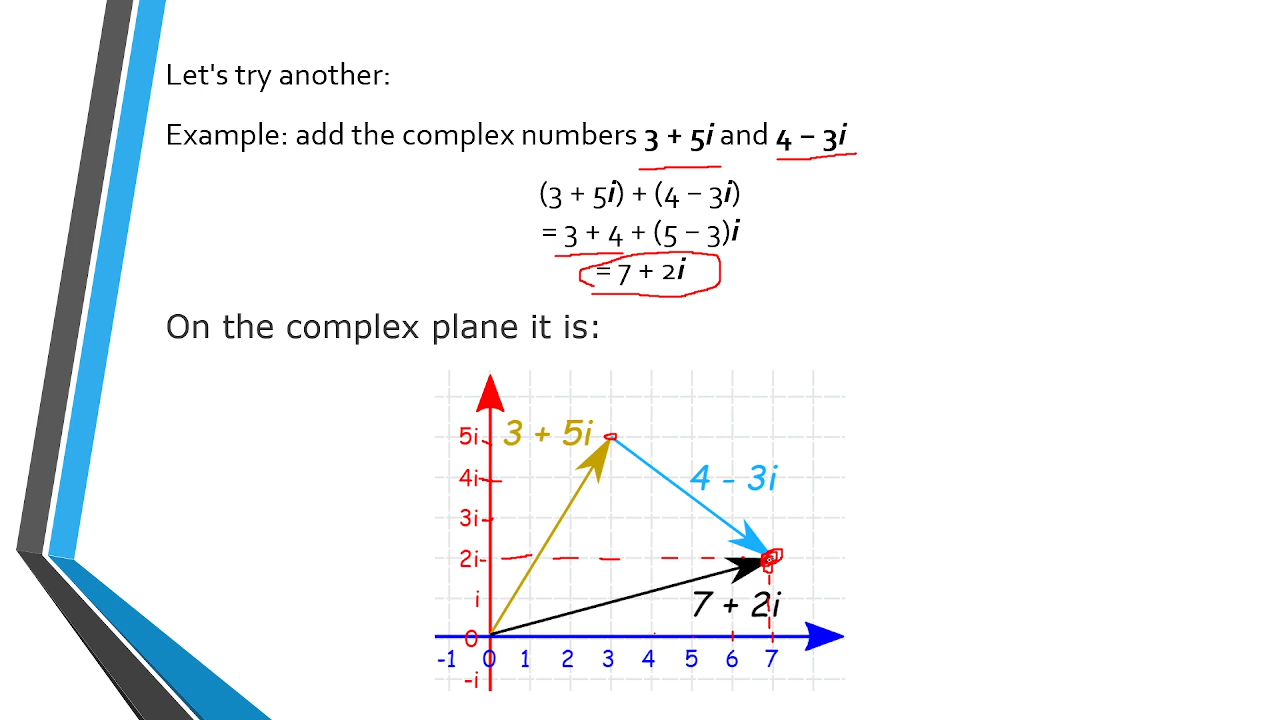 Let's try another:
Example: add the complex numbers 3 + 5i and 4 – 3i
(3 + 5i) + (4 – 3i)
= 3 + 4 + (5 – 3)i
= 7 + 2i
On the complex plane it is:
5i
3 + 5i
4i
4 - 3i
3i
2i
i
7 + 2i
0
-1 0 1 2 3 4 5 6 7
-i